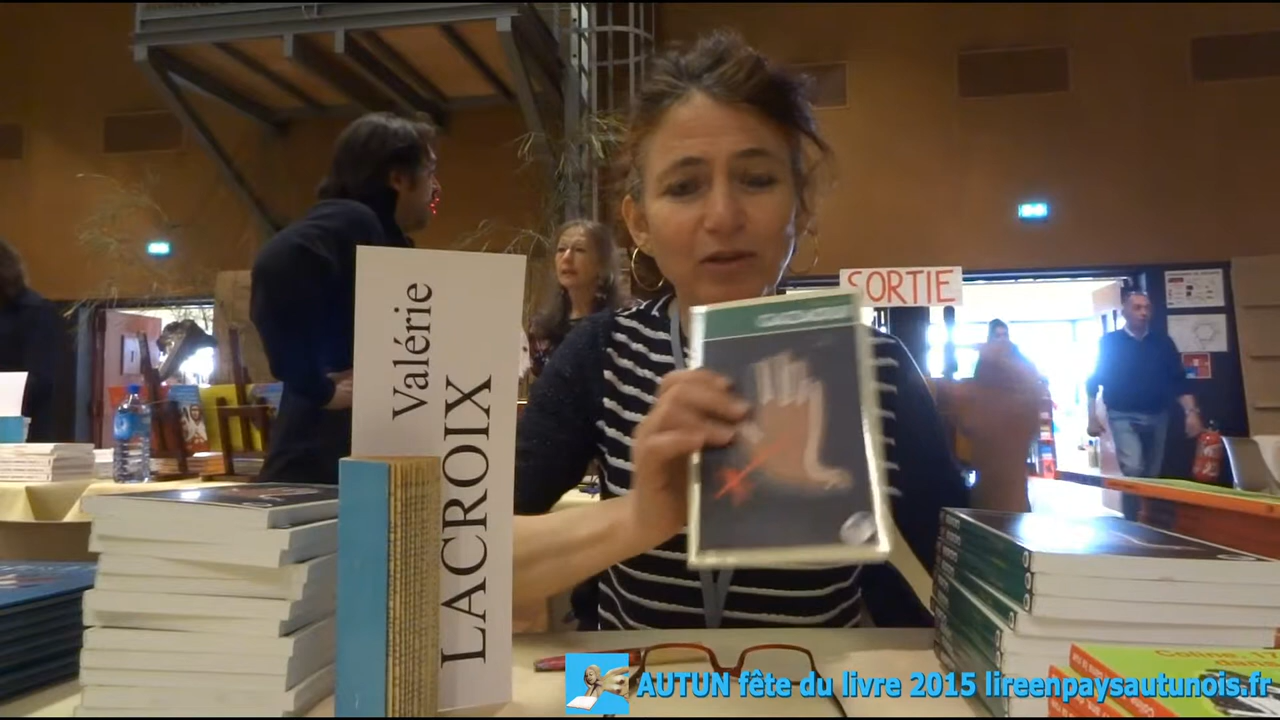 SORTIE
Valérie
LACROIX
AUTUN fête du livre 2015 lireenpaysautunois.fr